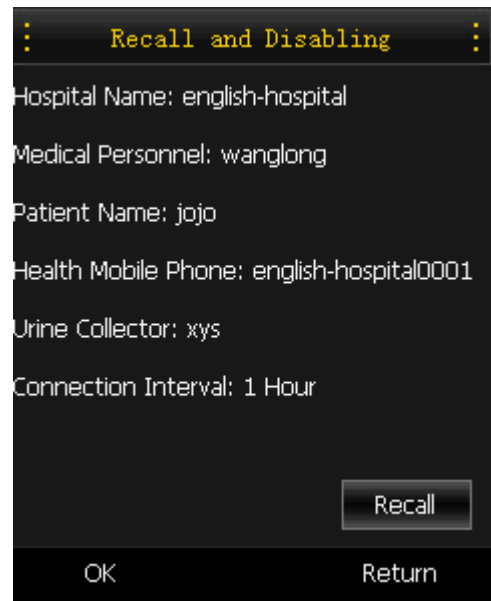 Recall and Disabling
Hospital Name: english-hospital
Medical Personnel: wanglong
Patient Name: jojo
Health Mobile Phone: english-hospital0001
Urine Collector: xys
Connection Interval: 1 Hour
Recall
OK Return